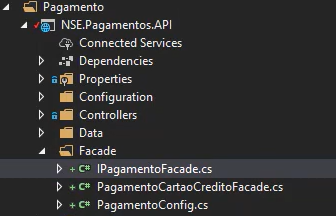 Pagamento
NSE.Pagamentos.API
Connected Services
Dependencies
Properties
Configuration
Controllers
Data
Facade
+ C# IPagamentoFacade.cs
+ C# PagamentoCartaoCreditoFacade.cs
+ C# PagamentoConfig.cs